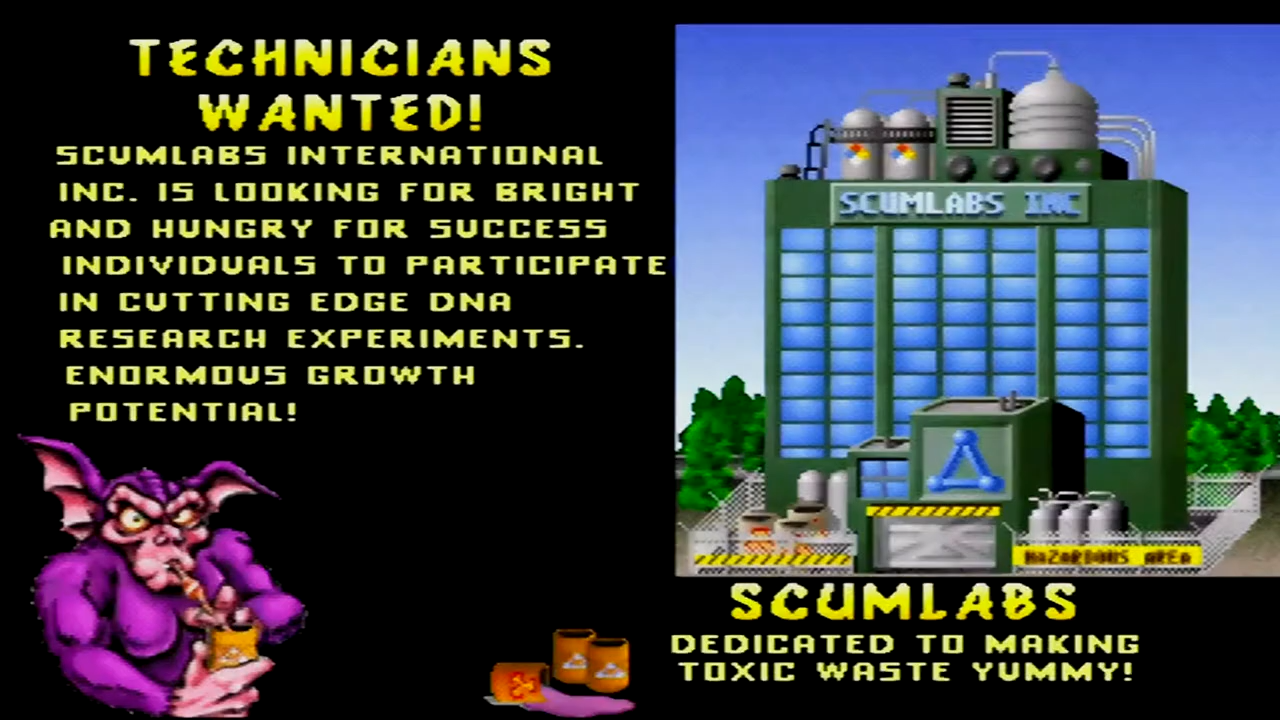 TECHNICIANS
WANTED!
SCUMLABS INTERNATIONAL
INC. IS LOOKING FOR BRIGHT
AND HUNGRY FOR SUCCESS
INDIVIDUALS TO PARTICIPATE
IN CUTTING EDGE DNA
RESEARCH EXPERIMENTS.
ENORMOUS GROWTH
POTENTIAL!
SCUMLABS INC
HAZARDOUS AREA
SCUMLABS
DEDICATED TO MAKING
TOXIC WASTE YUMMY!